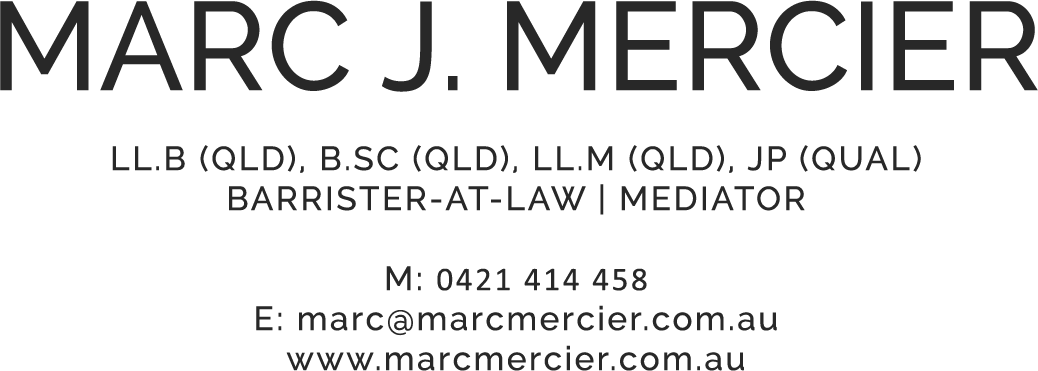 MARC J. MERCIER
LL.B (QLD), B.SC (QLD), LL.M (QLD), JP (QUAL)
BARRISTER-AT-LAW | MEDIATOR
M: 0421 414 458
E: marc@marcmercier.com.au
www.marcmercier.com.au